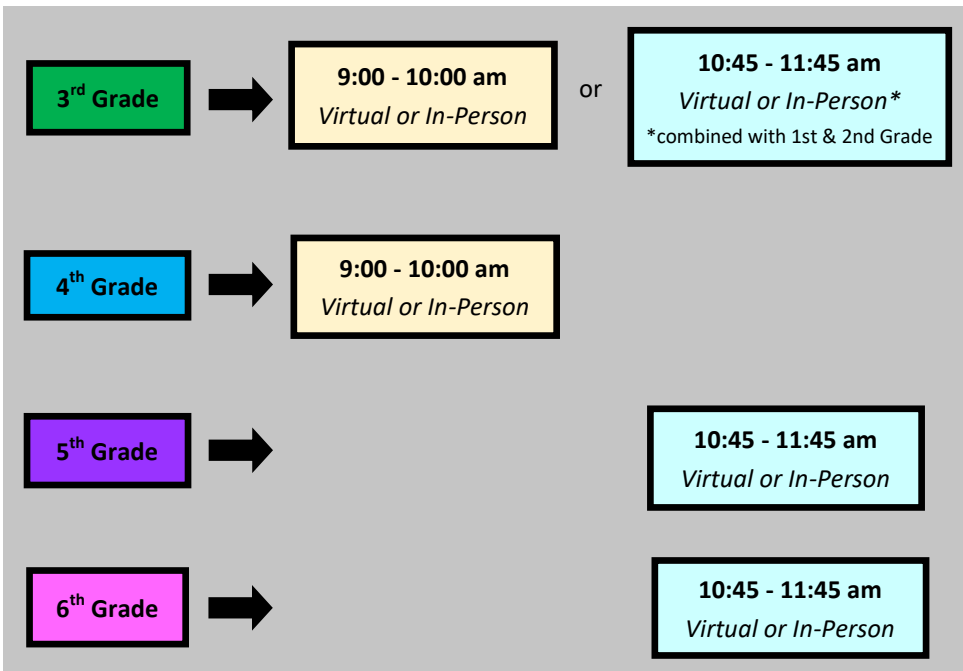 3rd Grade
9:00 - 10:00 am
Virtual or In-Person
or
10:45 - 11:45 am
Virtual or In-Person*
*combined with 1st & 2nd Grade
4th Grade
9:00 - 10:00 am
Virtual or In-Person
5th Grade
10:45 - 11:45 am
Virtual or In-Person
6th Grade
10:45 - 11:45 am
Virtual or In-Person